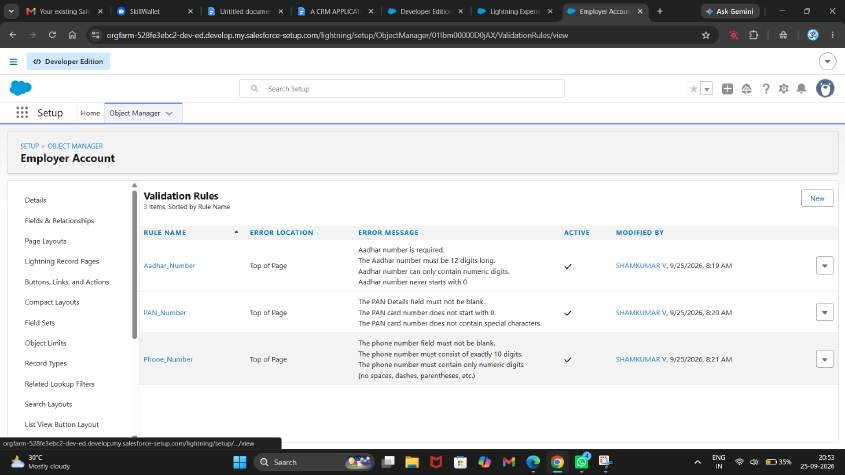 Your existing Sale
SkillWallet
Untitled documen
A CRM APPLICAT
Developer Edition
Lightning Experie
Employer Accoun
Ask Gemini
orgfarm-528fe3ebc2-dev-ed.develop.my.salesforce-setup.com/lightning/setup/ObjectManager/01Ibm00000D0jAX/ValidationRules/view
Developer Edition
Search Setup
Setup
Home
Object Manager
SETUP > OBJECT MANAGER
Employer Account
Details
Fields & Relationships
Page Layouts
Lightning Record Pages
Buttons, Links, and Actions
Compact Layouts
Field Sets
Object Limits
Record Types
Related Lookup Filters
Search Layouts
List View Button Layout
Validation Rules
3 Items, Sorted by Rule Name
New
RULE NAME ERROR LOCATION ERROR MESSAGE ACTIVE MODIFIED BY
Aadhar_Number Top of Page
Aadhar number is required.
The Aadhar number must be 12 digits long.
Aadhar number can only contain numeric digits.
Aadhar number never starts with 0
SHAMKUMAR V, 9/25/2026, 8:19 AM
PAN_Number Top of Page
The PAN Details field must not be blank.
The PAN card number does not start with 0.
The PAN card number does not contain special characters.
SHAMKUMAR V, 9/25/2026, 8:20 AM
Phone_Number Top of Page
The phone number field must not be blank.
The phone number must consist of exactly 10 digits
The phone number must contain only numeric digits
(no spaces, dashes, parentheses, etc.)
SHAMKUMAR V, 9/25/2026, 8:21 AM
orgfarm-528fe3ebc2-dev-ed.develop.my.salesforce-setup.com/lightning/setup/.../view
30°C
Mostly cloudy
Search
ENG
IN
35%
20:53
25-09-2026